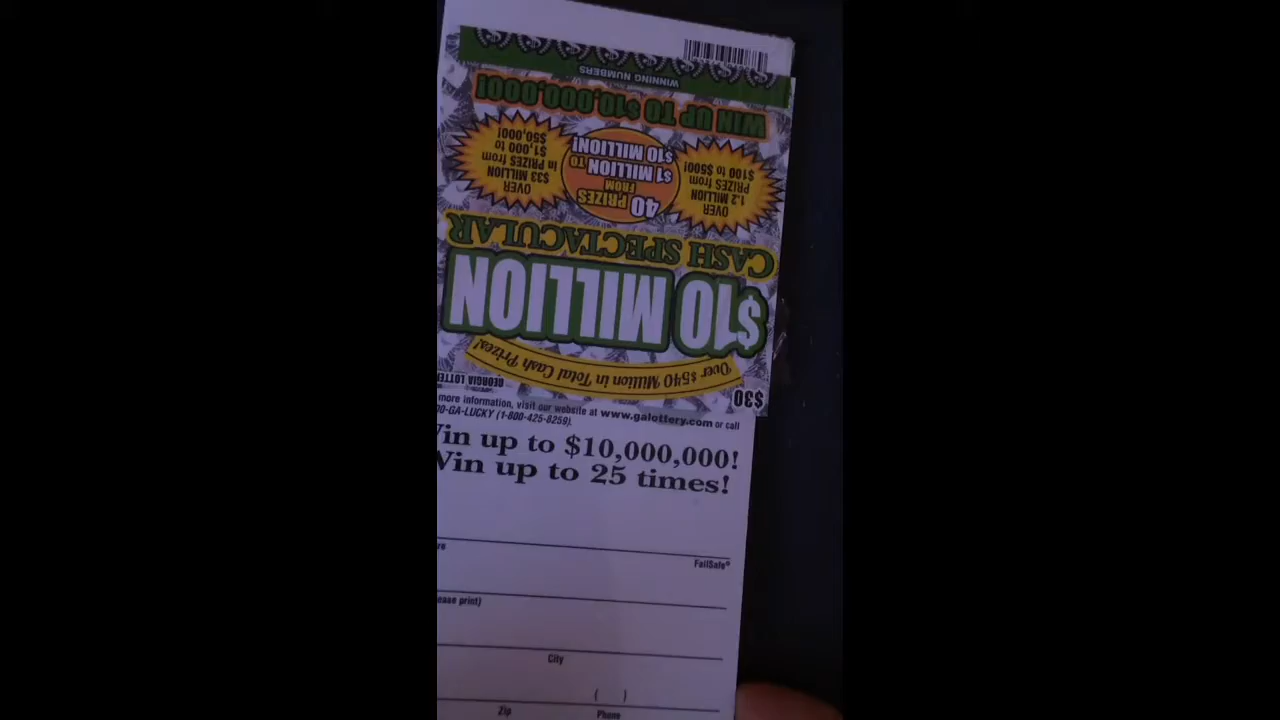 $30
GEORGIA LOTTE
Over $540 Million in Total Cash Prizes!
$10 MILLION
CASH SPECTACULAR
OVER
1.2 MILLION
PRIZES from
$100 to $500!
40 PRIZES
FROM
$1 MILLION TO
$10 MILLION!
OVER
$33 MILLION
in PRIZES from
$1,000 to
$50,000!
WIN UP TO $10,000,000!
WINNING NUMBERS
more information, visit our website at www.galottery.com or call
00-GA-LUCKY (1-800-425-8259).
in up to $10,000,000!
Win up to 25 times!
FailSafe®
ease print)
City
( )
Zip Phone